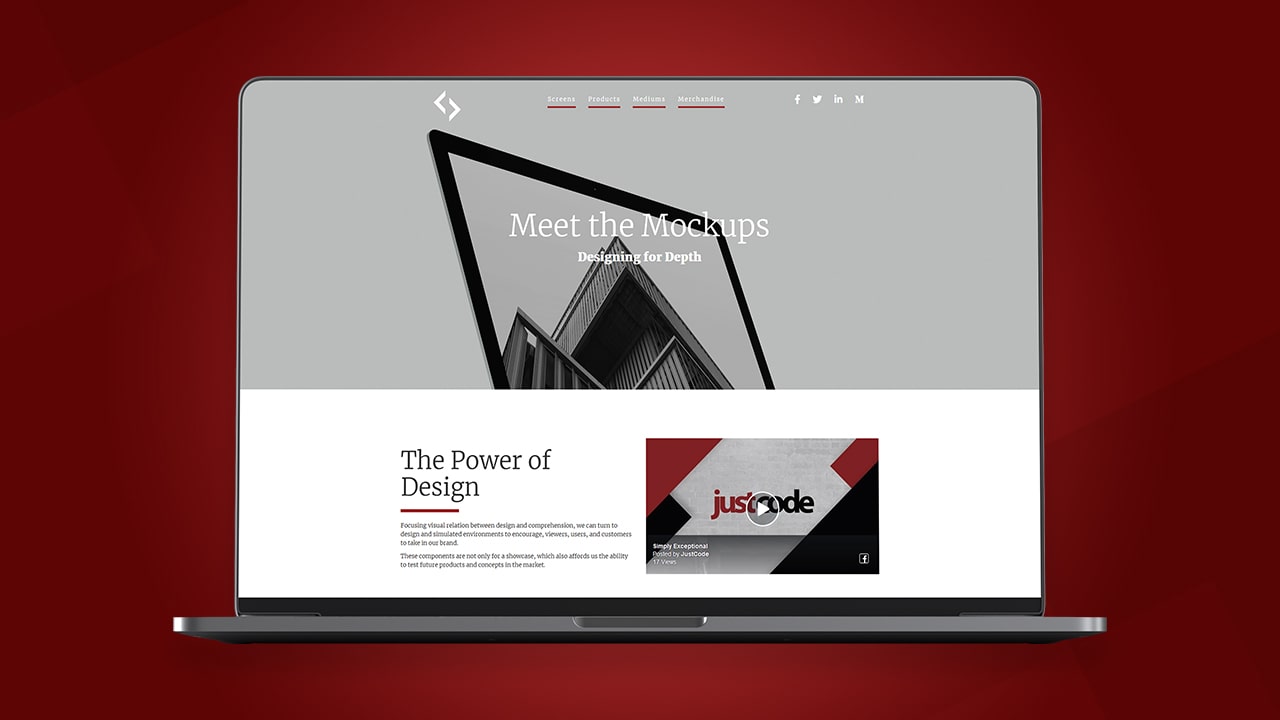 Screens Products Mediums Merchandise
Meet the Mockups
Designing for Depth
The Power of
Design
Focusing visual relation between design and comprehension, we can turn to
design and simulated environments to encourage, viewers, users, and customers
to take in our brand.
These components are not only for a showcase, which also affords us the ability
to test future products and concepts in the market.
justcode
Simply Exceptional
Posted by JustCode
17 Views